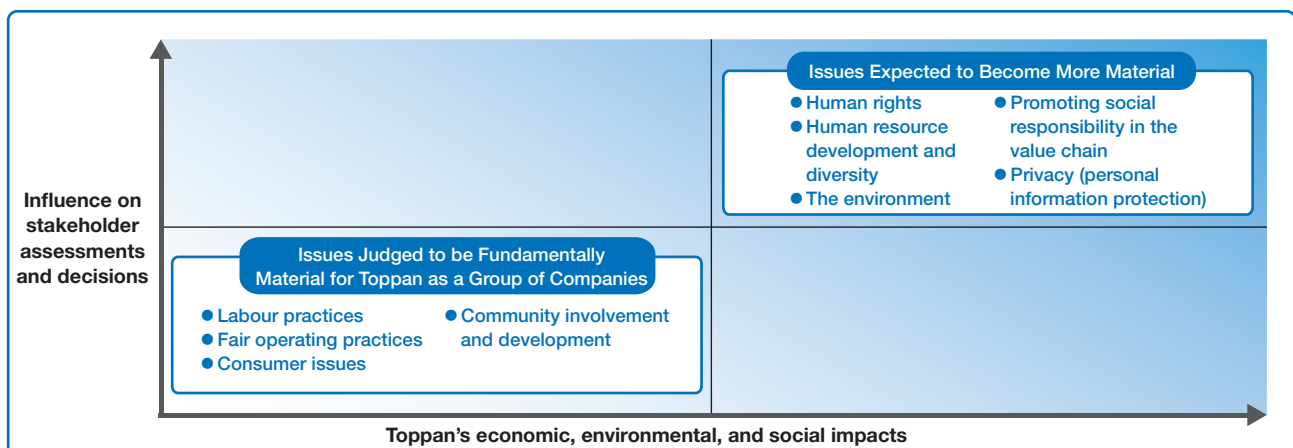 Issues Expected to Become More Material
● Human rights
● Human resource
development and
diversity
● The environment
● Promoting social
responsibility in the
value chain
● Privacy (personal
information protection)
Influence on
stakeholder
assessments
and decisions
Issues Judged to be Fundamentally
Material for Toppan as a Group of Companies
● Labour practices
● Fair operating practices
● Consumer issues
● Community involvement
and development
Toppan's economic, environmental, and social impacts